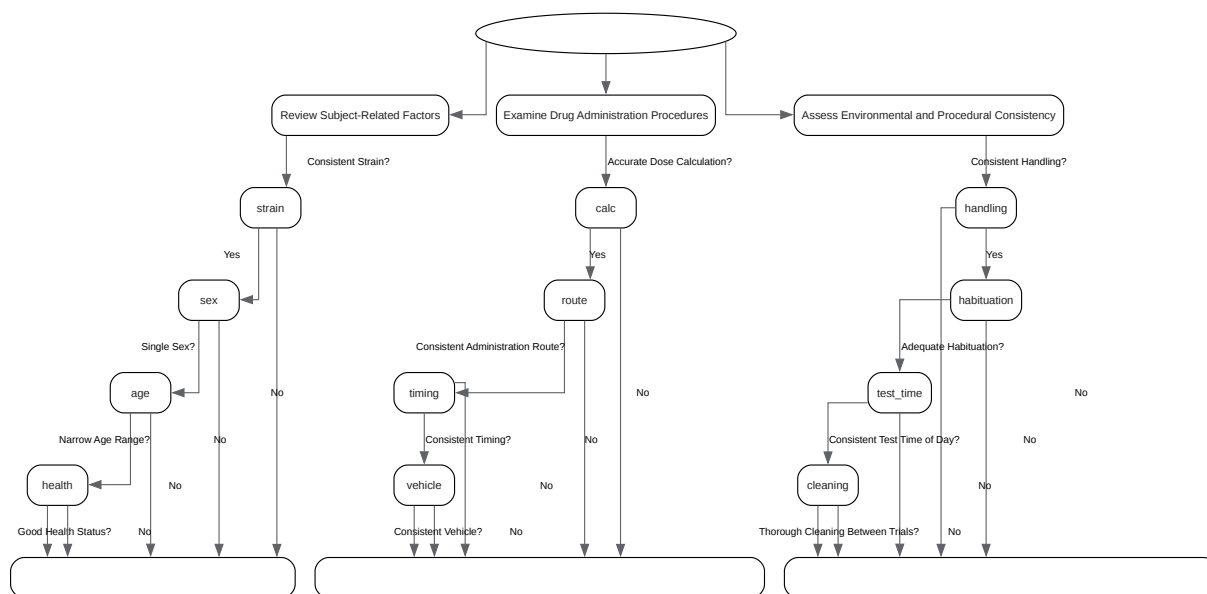 Review Subject-Related Factors
Examine Drug Administration Procedures
Assess Environmental and Procedural Consistency
Consistent Strain?
Accurate Dose Calculation?
Consistent Handling?
strain
calc
handling
Yes
Yes
Yes
sex
route
habituation
Single Sex?
Consistent Administration Route?
Adequate Habituation?
age
No
timing
No
test_time
No
Narrow Age Range?
No
Consistent Timing?
No
Consistent Test Time of Day?
No
health
No
vehicle
No
cleaning
No
Good Health Status?
No
Consistent Vehicle?
No
Thorough Cleaning Between Trials?
No